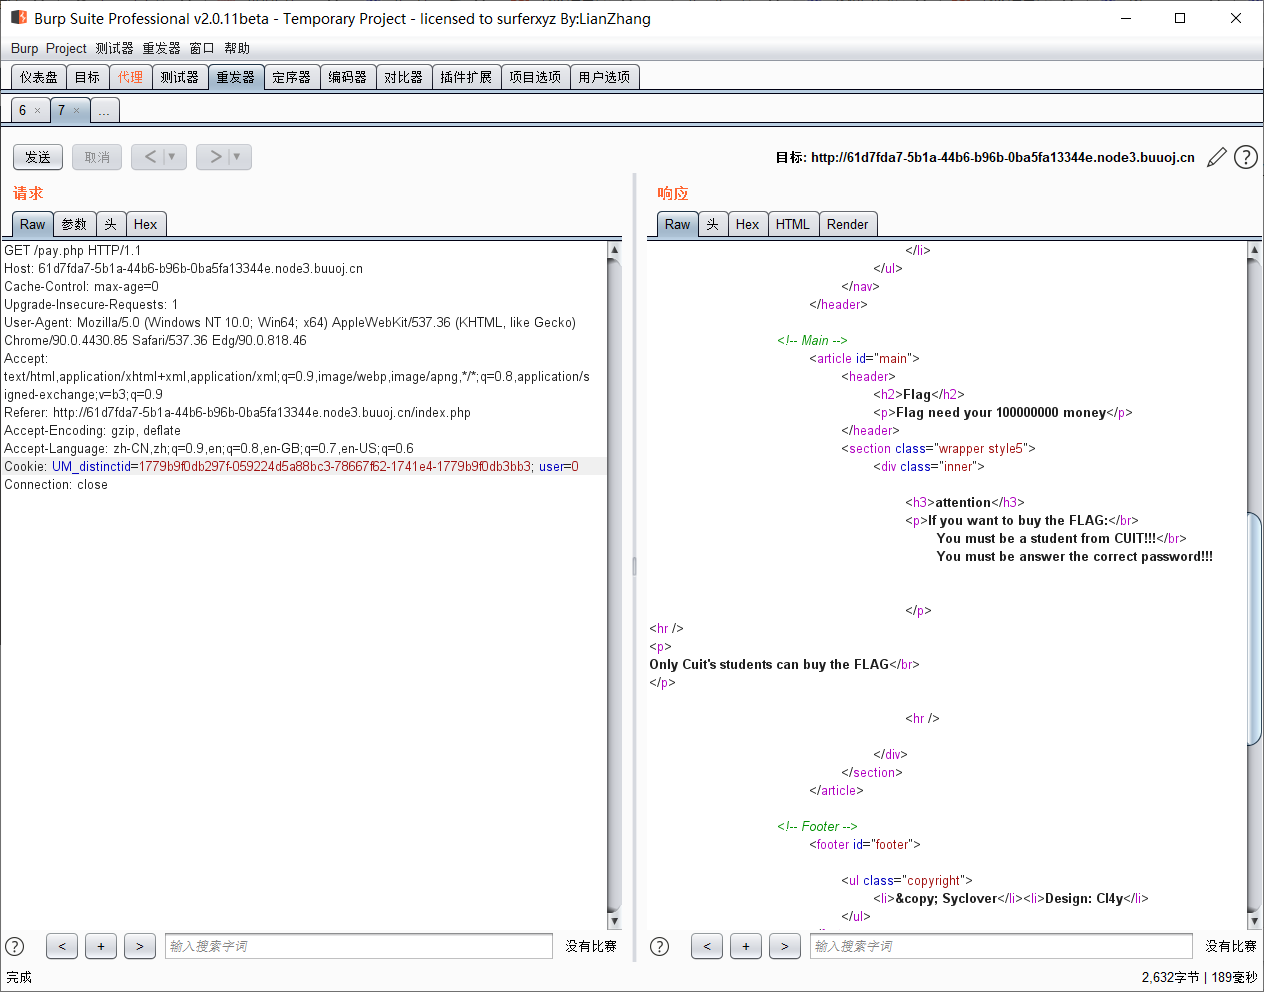 Burp Suite Professional v2.0.11beta - Temporary Project - licensed to surferxyz By:LianZhang
Burp Project 测试器 重发器 窗口 帮助
仪表盘 目标 代理 测试器 重发器 定序器 编码器 对比器 插件扩展 项目选项 用户选项
6 × 7 × ...
发送 取消 < ▼ > ▼ 目标: http://61d7fda7-5b1a-44b6-b96b-0ba5fa13344e.node3.buuoj.cn ?
请求
Raw 参数 头 Hex
GET /pay.php HTTP/1.1
Host: 61d7fda7-5b1a-44b6-b96b-0ba5fa13344e.node3.buuoj.cn
Cache-Control: max-age=0
Upgrade-Insecure-Requests: 1
User-Agent: Mozilla/5.0 (Windows NT 10.0; Win64; x64) AppleWebKit/537.36 (KHTML, like Gecko)
Chrome/90.0.4430.85 Safari/537.36 Edg/90.0.818.46
Accept:
text/html,application/xhtml+xml,application/xml;q=0.9,image/webp,image/apng,*/*;q=0.8,application/s
igned-exchange;v=b3;q=0.9
Referer: http://61d7fda7-5b1a-44b6-b96b-0ba5fa13344e.node3.buuoj.cn/index.php
Accept-Encoding: gzip, deflate
Accept-Language: zh-CN,zh;q=0.9,en;q=0.8,en-GB;q=0.7,en-US;q=0.6
Cookie: UM_distinctid=1779b9f0db297f-059224d5a88bc3-78667f62-1741e4-1779b9f0db3bb3; user=0
Connection: close
? < + > 输入搜索字词 没有比赛
响应
Raw 头 Hex HTML Render
</li>
</ul>
</nav>
</header>
<!-- Main -->
<article id="main">
<header>
<h2>Flag</h2>
<p>Flag need your 100000000 money</p>
</header>
<section class="wrapper style5">
<div class="inner">
<h3>attention</h3>
<p>If you want to buy the FLAG:</br>
You must be a student from CUIT!!!</br>
You must be answer the correct password!!!
</p>
<hr />
<p>
Only Cuit's students can buy the FLAG</br>
</p>
<hr />
</div>
</section>
</article>
<!-- Footer -->
<footer id="footer">
<ul class="copyright">
<li>&copy; Syclover</li><li>Design: Cl4y</li>
</ul>
? < + > 输入搜索字词 没有比赛
完成 2,632字节 | 189毫秒